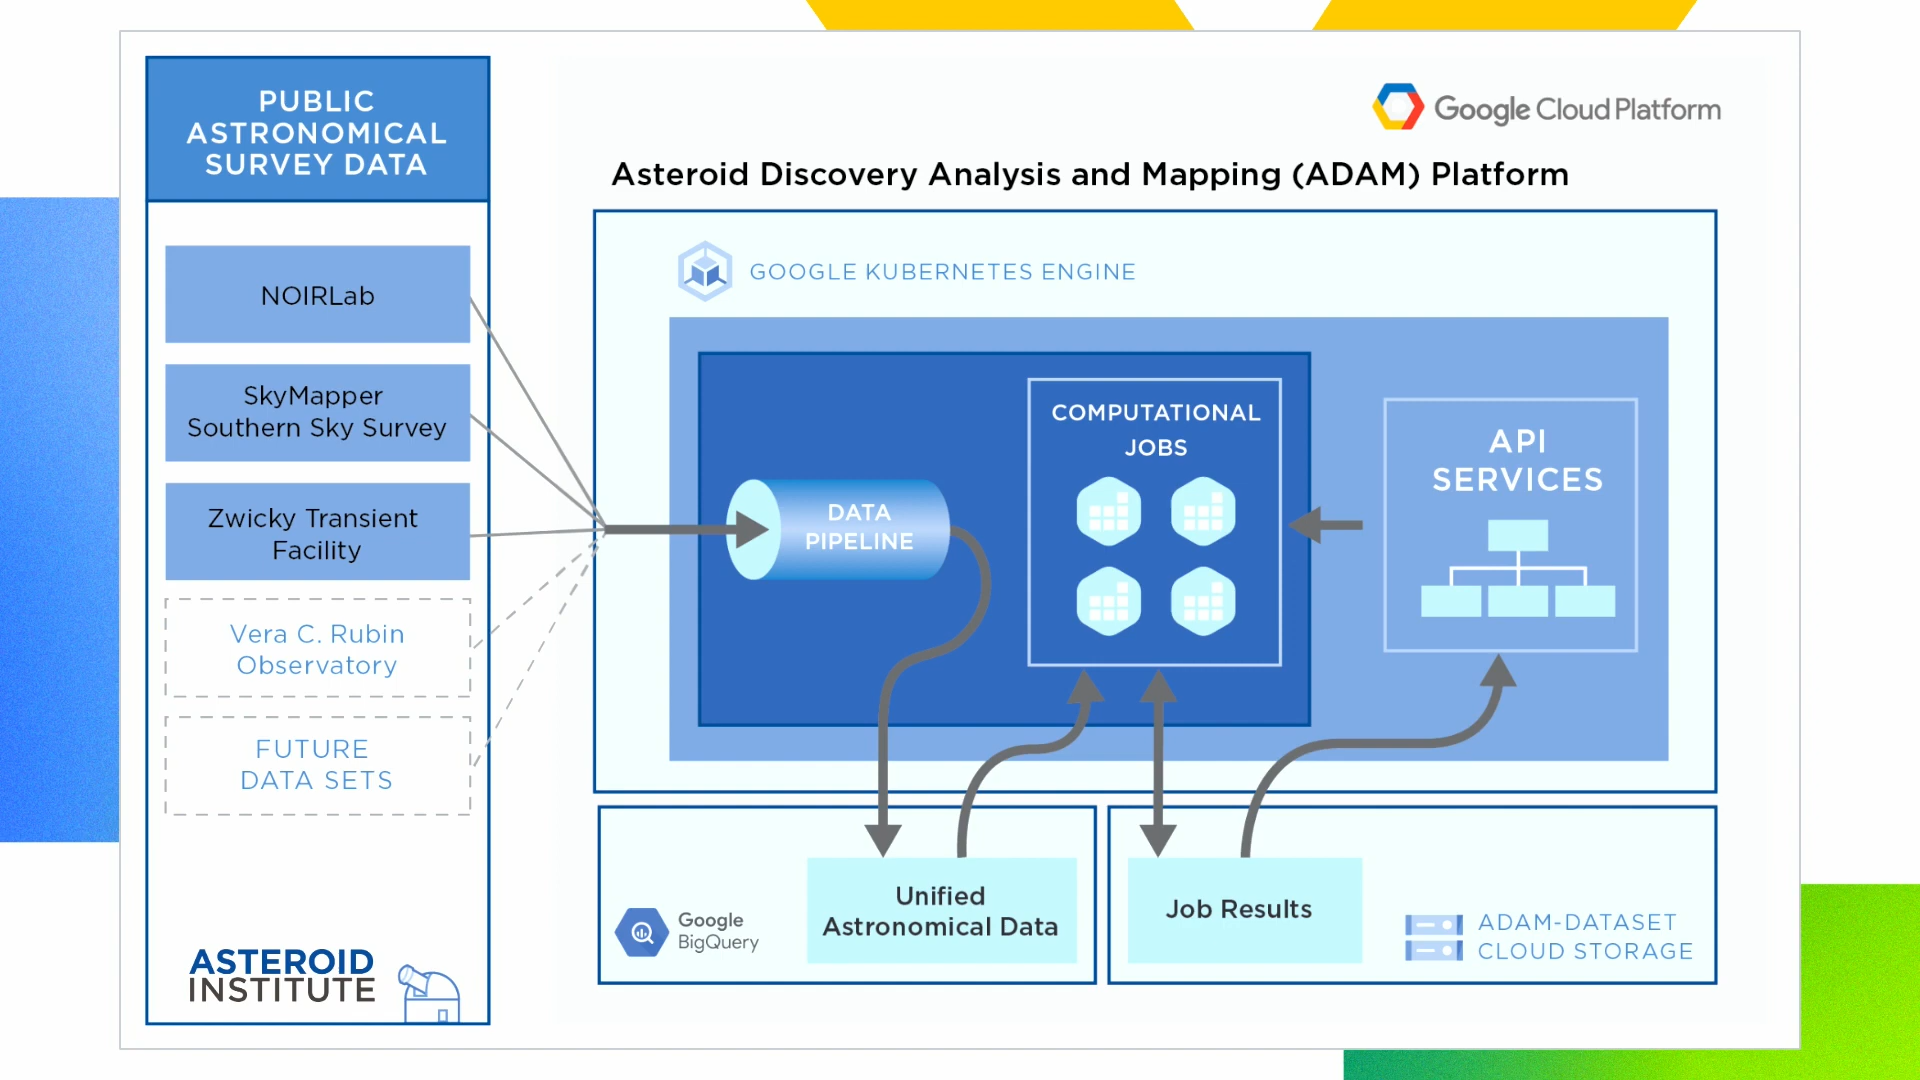 PUBLIC
ASTRONOMICAL
SURVEY DATA
NOIRLab
SkyMapper
Southern Sky Survey
Zwicky Transient
Facility
Vera C. Rubin
Observatory
FUTURE
DATA SETS
ASTEROID
INSTITUTE
Google Cloud Platform
Asteroid Discovery Analysis and Mapping (ADAM) Platform
GOOGLE KUBERNETES ENGINE
DATA
PIPELINE
COMPUTATIONAL
JOBS
API
SERVICES
Google
BigQuery
Unified
Astronomical Data
Job Results
ADAM-DATASET
CLOUD STORAGE